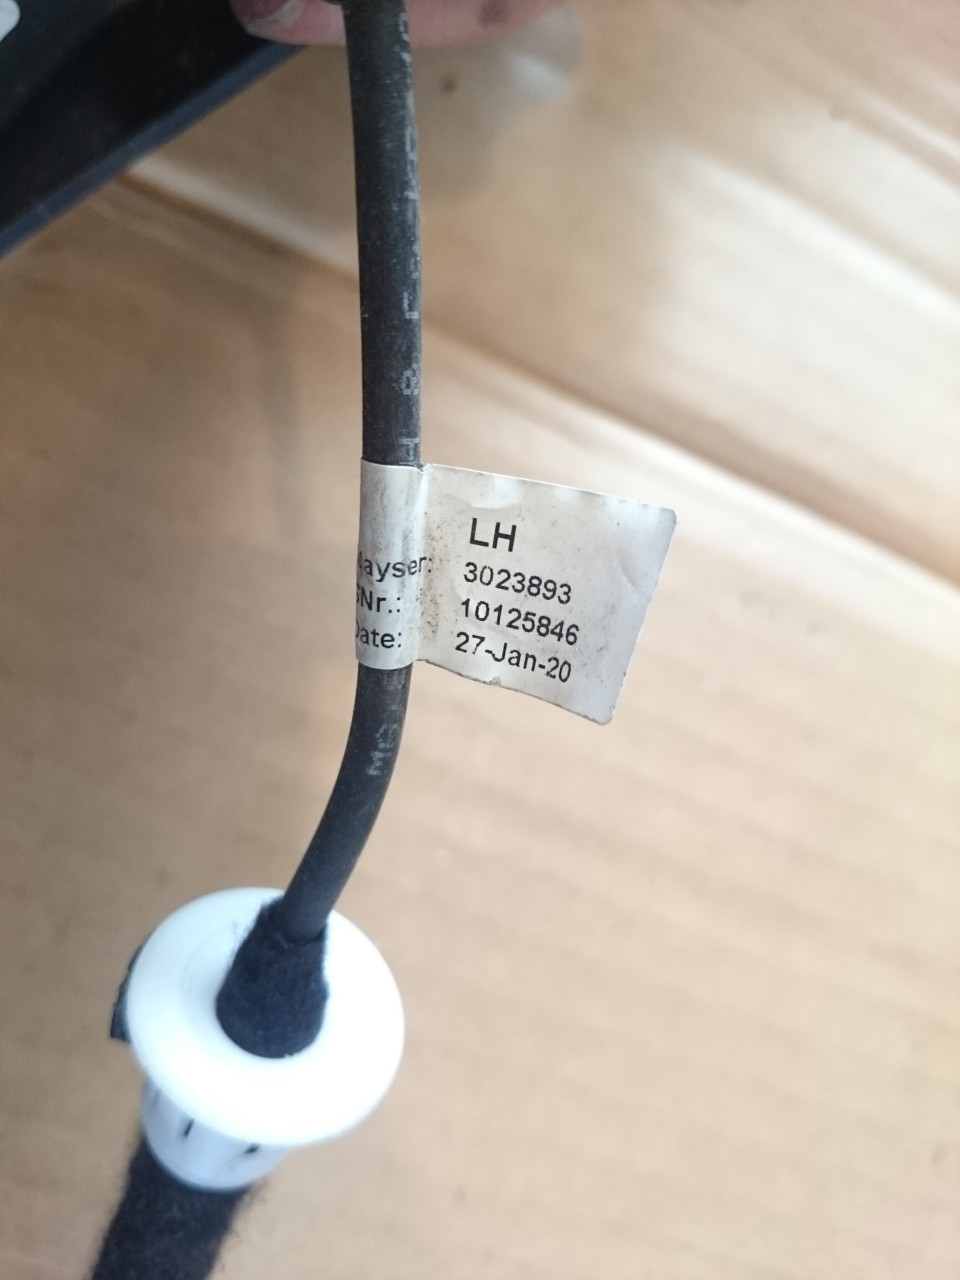 LH
ayser: 3023893
Nr.: 10125846
Date: 27-Jan-20